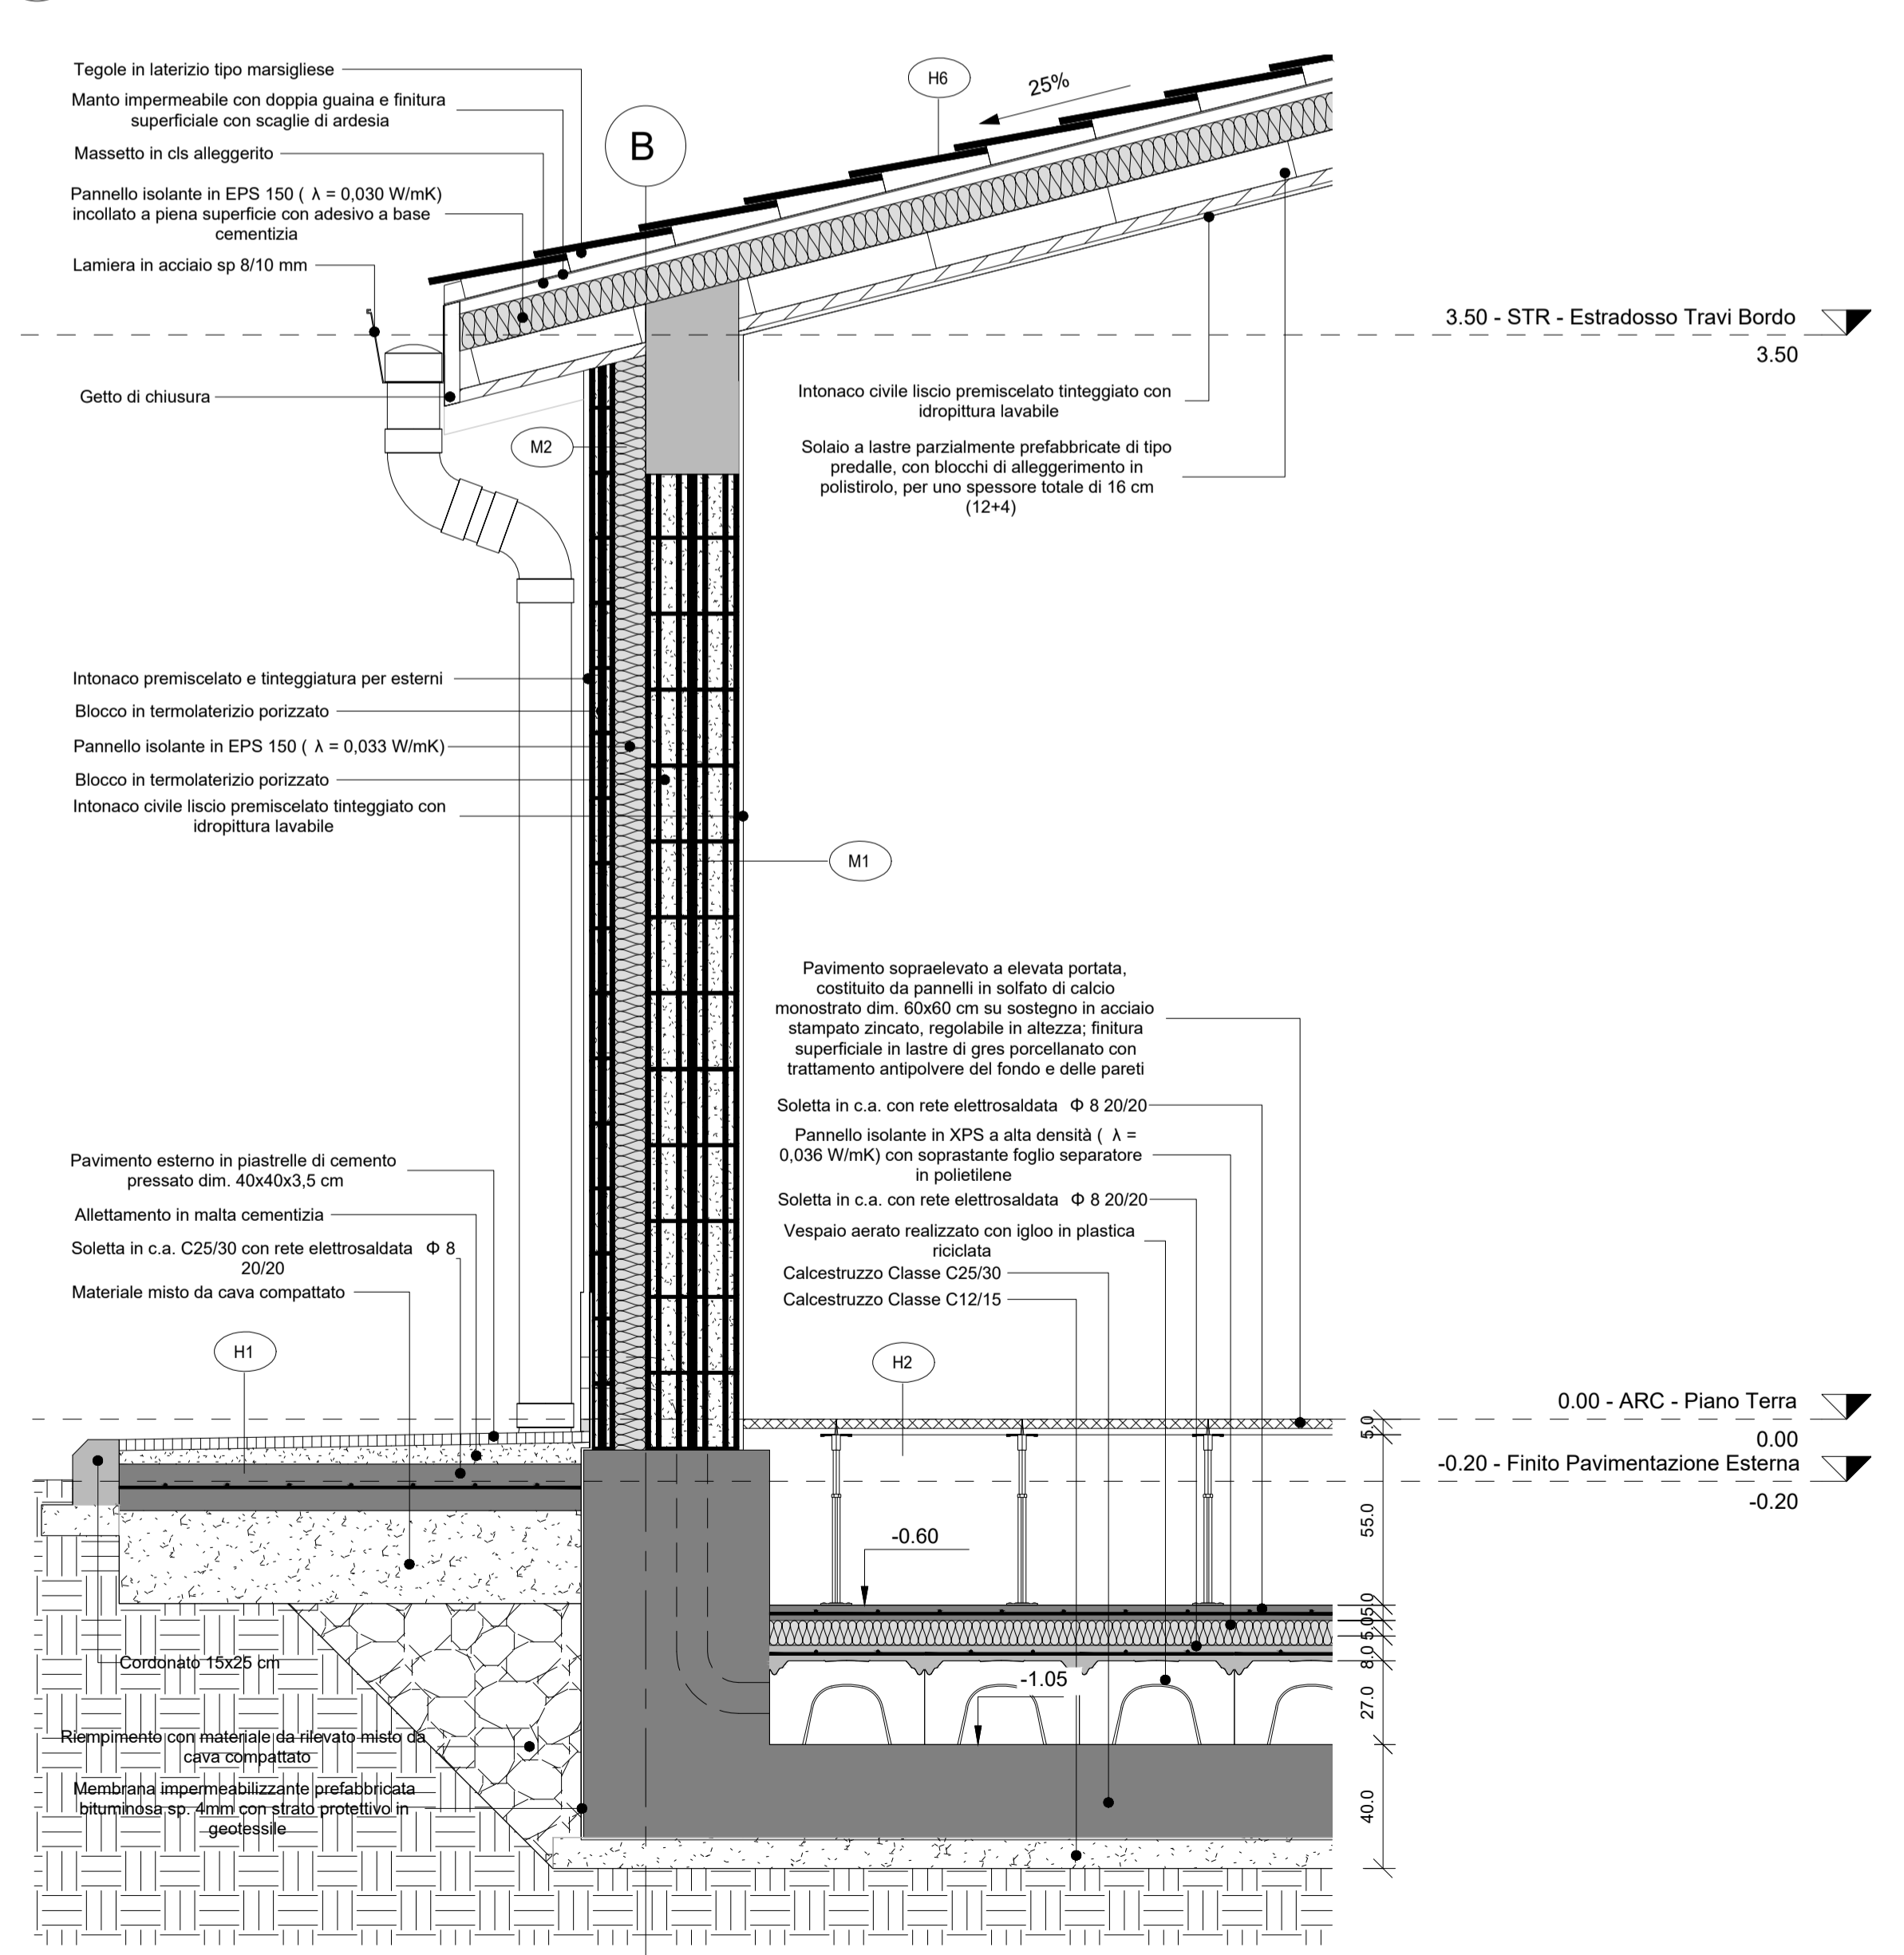 Tegole in laterizio tipo marsigliese
Manto impermeabile con doppia guaina e finitura
superficiale con scaglie di ardesia
Massetto in cls alleggerito
Pannello isolante in EPS 150 ( λ = 0,030 W/mK)
incollato a piena superficie con adesivo a base
cementizia
Lamiera in acciaio sp 8/10 mm
Getto di chiusura
B
H6
25%
3.50 - STR - Estradosso Travi Bordo
3.50
M2
Intonaco civile liscio premiscelato tinteggiato con
idropittura lavabile
Solaio a lastre parzialmente prefabbricate di tipo
predalle, con blocchi di alleggerimento in
polistirolo, per uno spessore totale di 16 cm
(12+4)
Intonaco premiscelato e tinteggiatura per esterni
Blocco in termolaterizio porizzato
Pannello isolante in EPS 150 ( λ = 0,033 W/mK)
Blocco in termolaterizio porizzato
Intonaco civile liscio premiscelato tinteggiato con
idropittura lavabile
M1
Pavimento sopraelevato a elevata portata,
costituito da pannelli in solfato di calcio
monostrato dim. 60x60 cm su sostegno in acciaio
stampato zincato, regolabile in altezza; finitura
superficiale in lastre di gres porcellanato con
trattamento antipolvere del fondo e delle pareti
Soletta in c.a. con rete elettrosaldata Φ 8 20/20
Pannello isolante in XPS a alta densità ( λ =
0,036 W/mK) con soprastante foglio separatore
in polietilene
Soletta in c.a. con rete elettrosaldata Φ 8 20/20
Vespaio aerato realizzato con igloo in plastica
riciclata
Calcestruzzo Classe C25/30
Calcestruzzo Classe C12/15
Pavimento esterno in piastrelle di cemento
pressato dim. 40x40x3,5 cm
Allettamento in malta cementizia
Soletta in c.a. C25/30 con rete elettrosaldata Φ 8
20/20
Materiale misto da cava compattato
H1
H2
0.00 - ARC - Piano Terra
0.00
-0.20 - Finito Pavimentazione Esterna
-0.20
5.0
55.0
5.0
5.0
8.0
27.0
40.0
-0.60
-1.05
Cordonato 15x25 cm
Riempimento con materiale da rilevato misto da
cava compattato
Membrana impermeabilizzante prefabbricata
bituminosa sp. 4mm con strato protettivo in
geotessile